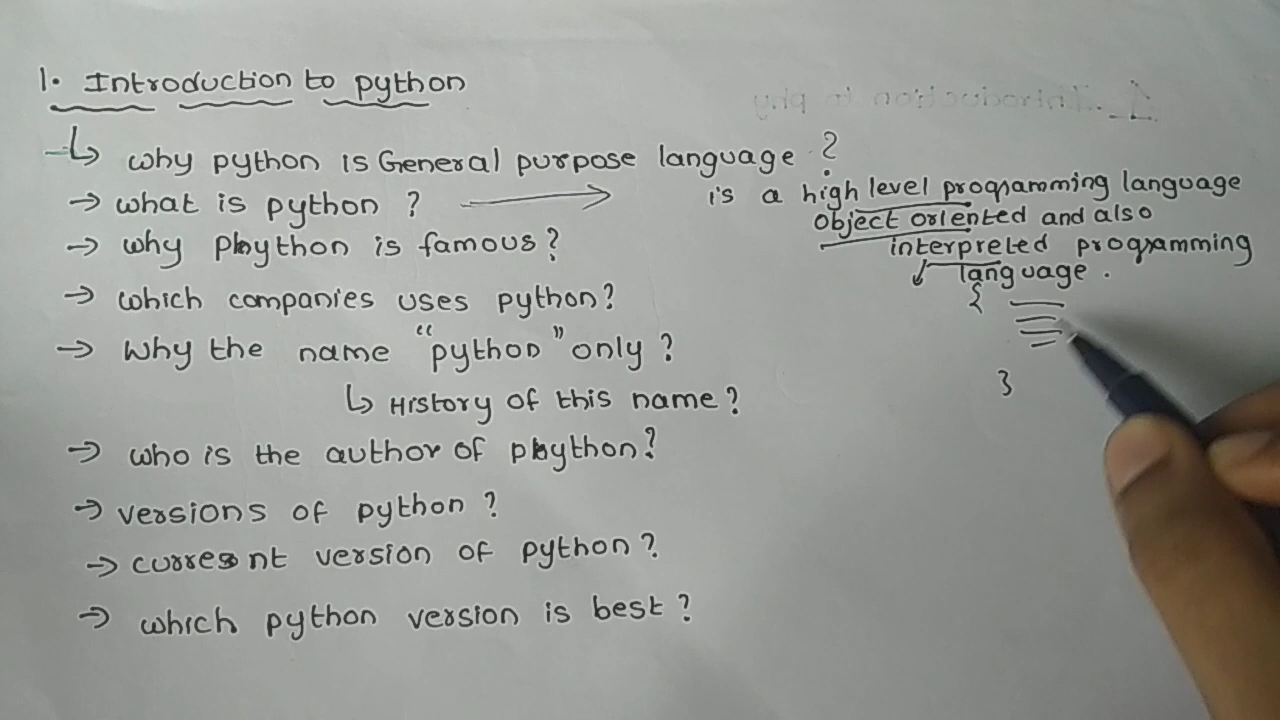 1. Introduction to python
why python is General purpose language ?
→ what is python ? → is a high level programming language
object oriented and also
interpreted programming
language .
→ why Phython is famous ?
→ which companies uses python ?
→ why the name "python" only ?
↳ History of this name ?
→ who is the author of phython ?
→ versions of python ?
→ current version of python ?
→ which python version is best ?
{
}